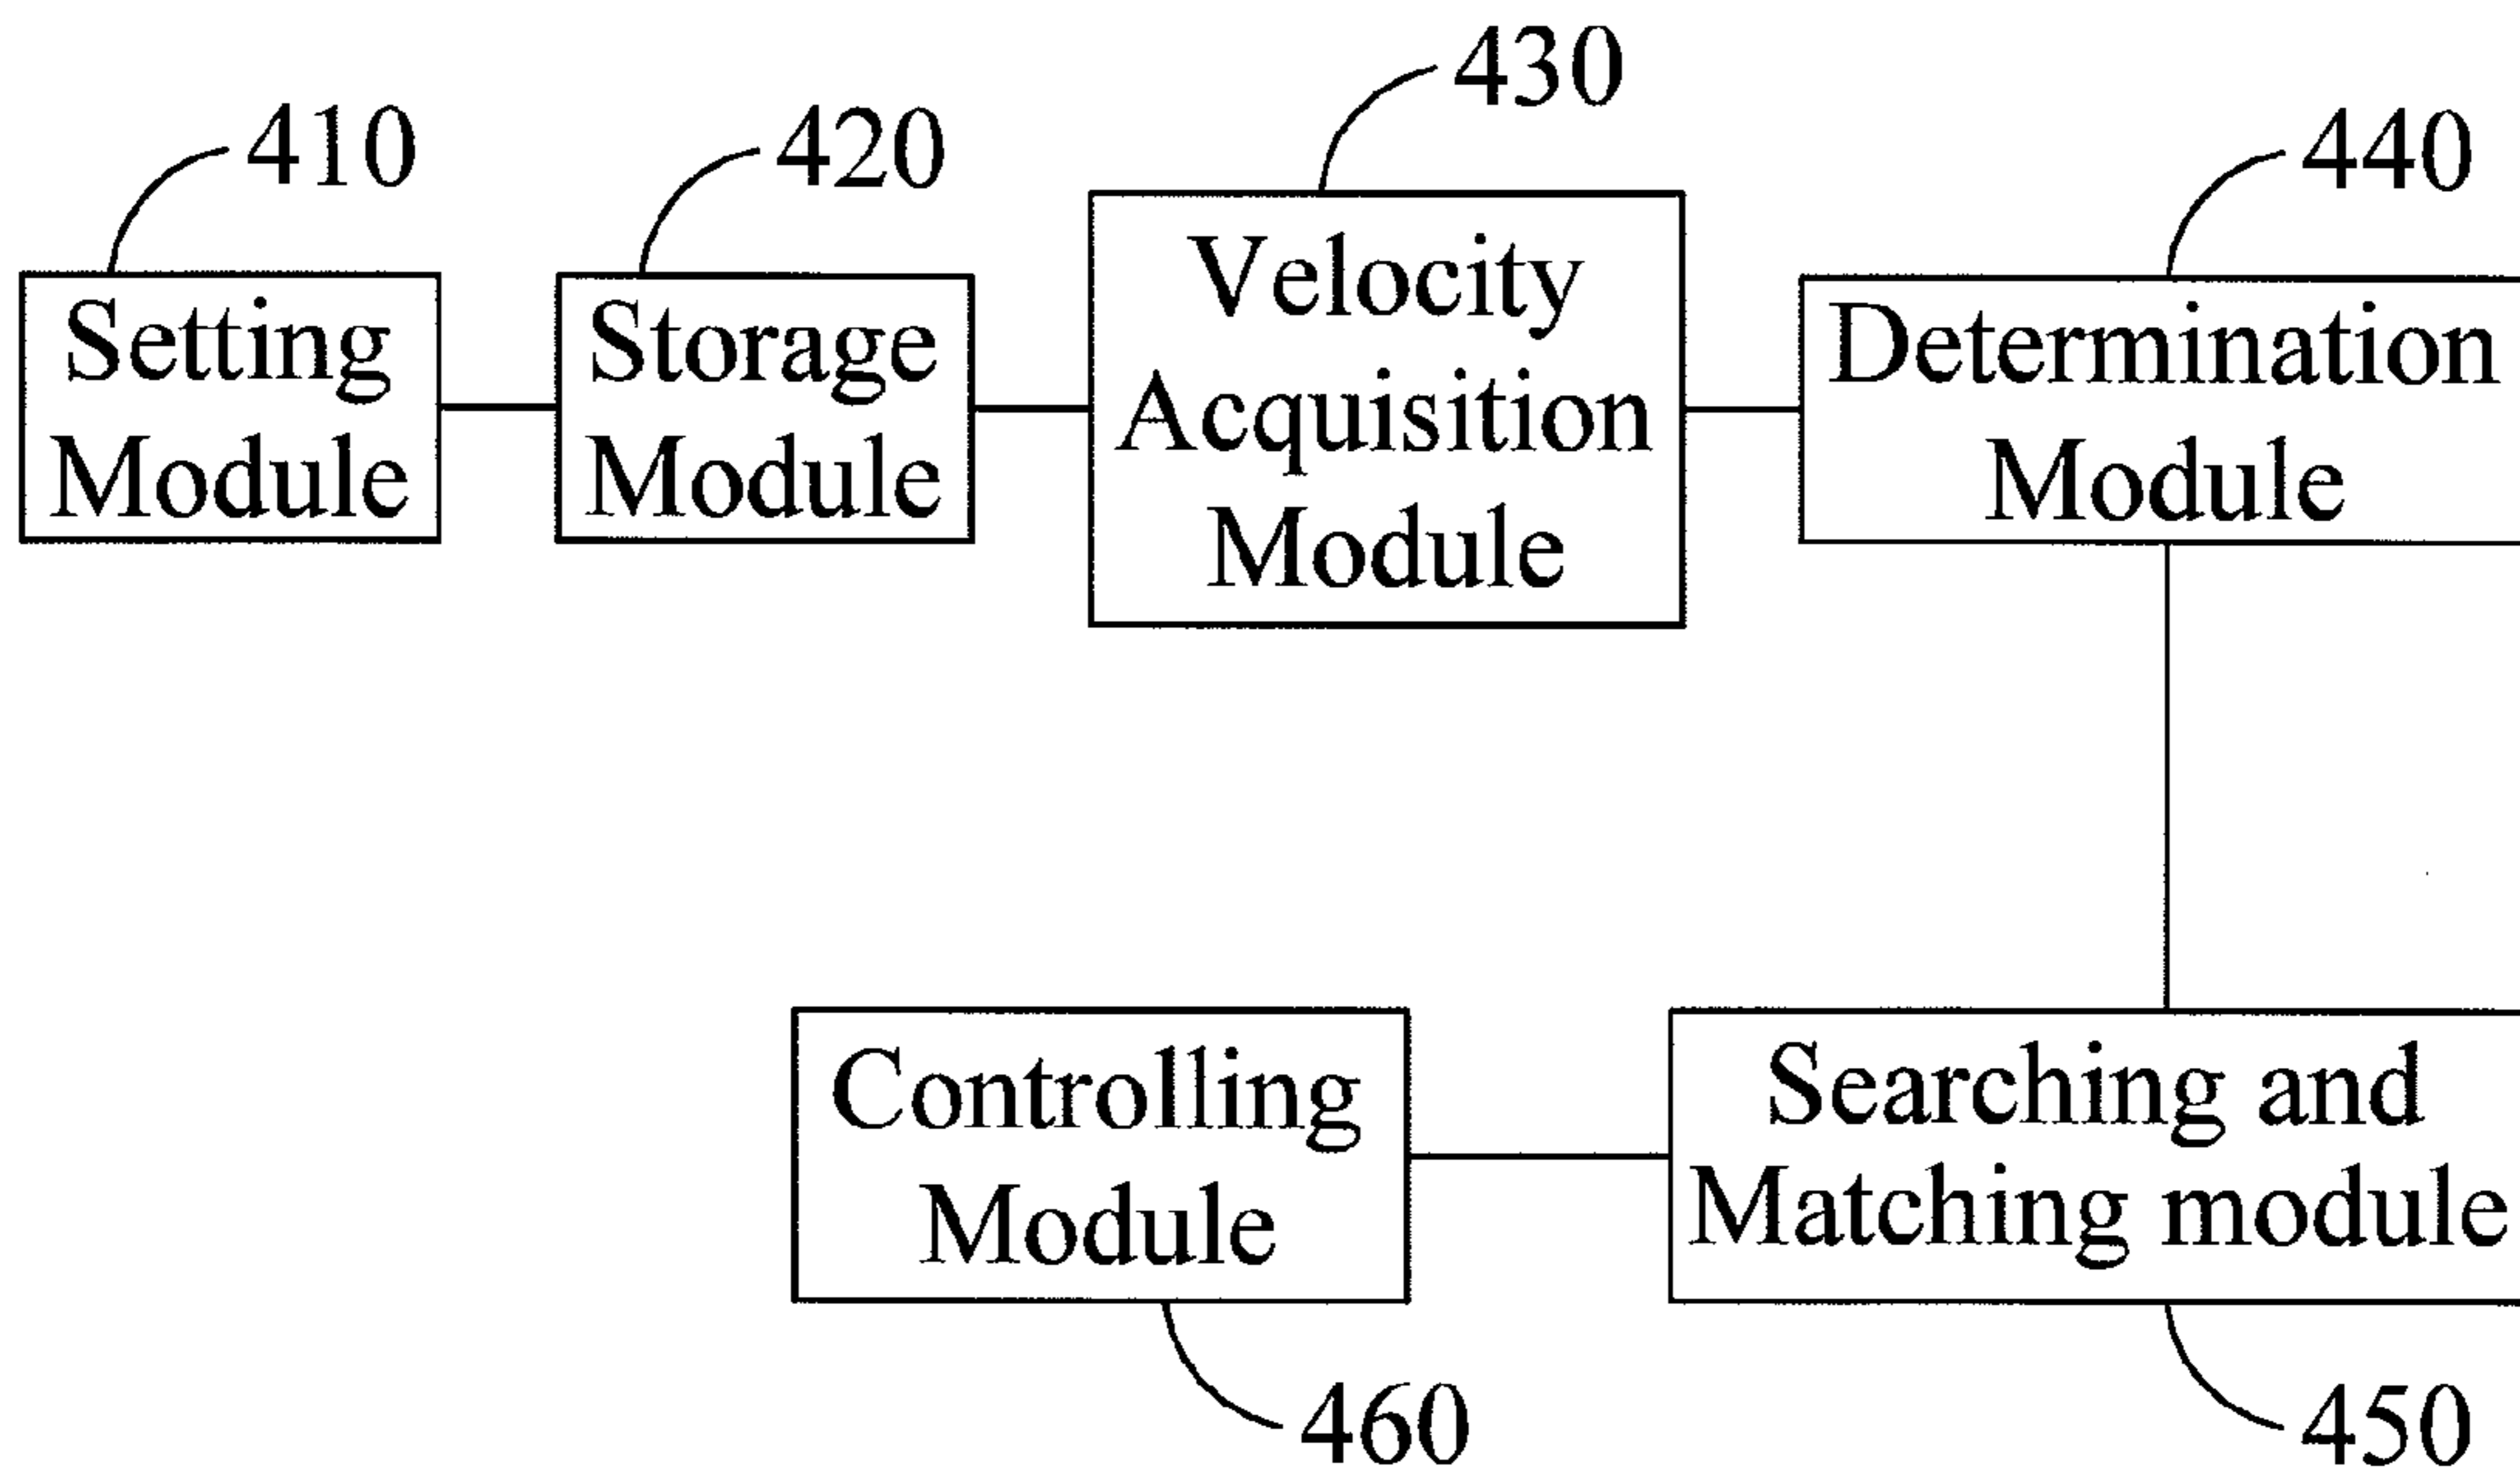 430
410
420
440
Setting
Module
Storage
Module
Velocity
Acquisition
Module
Determination
Module
Controlling
Module
Searching and
Matching module
460
450